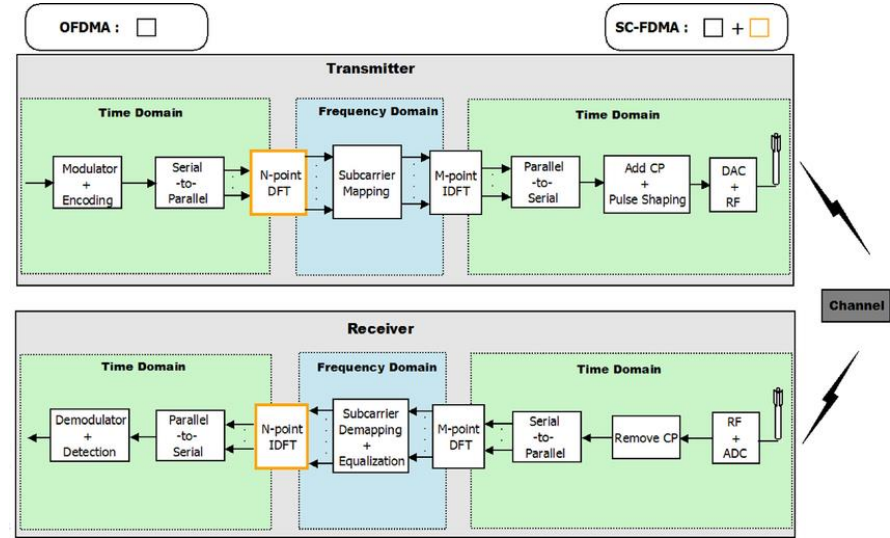 OFDMA :
SC-FDMA : +
Transmitter
Time Domain
Frequency Domain
Time Domain
Modulator
+
Encoding
Serial
-to-
Parallel
N-point
DFT
Subcarrier
Mapping
M-point
IDFT
Parallel
-to-
Serial
Add CP
+
Pulse Shaping
DAC
+
RF
Channel
Receiver
Time Domain
Frequency Domain
Time Domain
Demodulator
+
Detection
Parallel
-to-
Serial
N-point
IDFT
Subcarrier
Demapping
+
Equalization
M-point
DFT
Serial
-to-
Parallel
Remove CP
RF
+
ADC